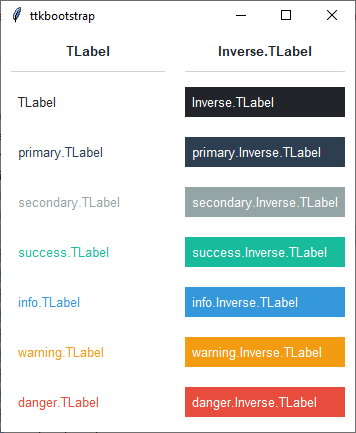 ttkbootstrap
TLabel Inverse.TLabel
TLabel Inverse.TLabel
primary.TLabel primary.Inverse.TLabel
secondary.TLabel secondary.Inverse.TLabel
success.TLabel success.Inverse.TLabel
info.TLabel info.Inverse.TLabel
warning.TLabel warning.Inverse.TLabel
danger.TLabel danger.Inverse.TLabel